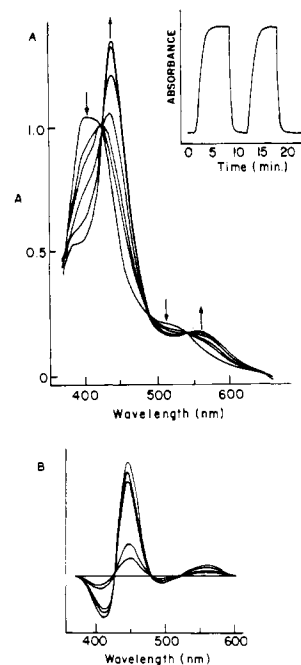 A
A
1.0
0.5
0
400
500
600
Wavelength (nm)
ABSORBANCE
0 5 10 15 20
Time (min.)
B
400
500
600
Wavelength (nm)